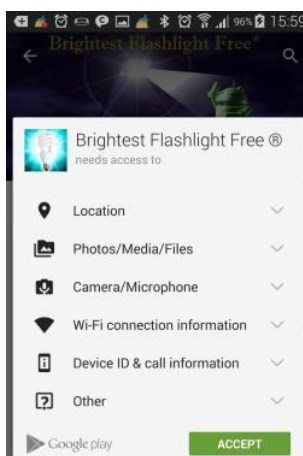 96% 15:59
Brightest Flashlight Free®
Brightest Flashlight Free ®
needs access to
Location
Photos/Media/Files
Camera/Microphone
Wi-Fi connection information
Device ID & call information
Other
Google play
ACCEPT